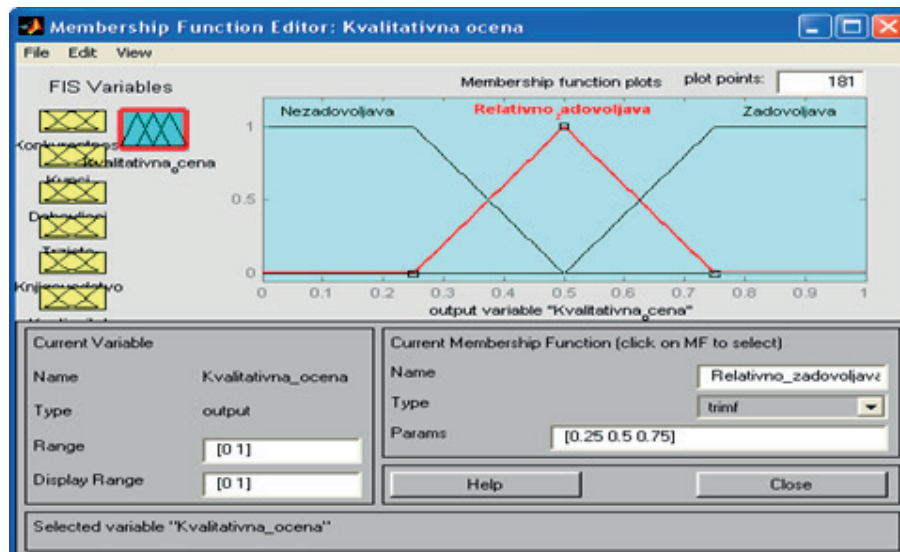 Membership Function Editor: Kvalitativna ocena
File Edit View
FIS Variables
Membership function plots
plot points:
181
Kvalitativna_ocena
Kupci
Nezadovoljava
Relativno_zadovoljava
Zadovoljava
1
0.5
0
0 0.1 0.2 0.3 0.4 0.5 0.6 0.7 0.8 0.9 1
output variable "Kvalitativna_ocena"
Current Variable
Name Kvalitativna_ocena
Type output
Range [0 1]
Display Range [0 1]
Current Membership Function (click on MF to select)
Name Relativno_zadovoljava
Type trimf
Params [0.25 0.5 0.75]
Help Close
Selected variable "Kvalitativna_ocena"